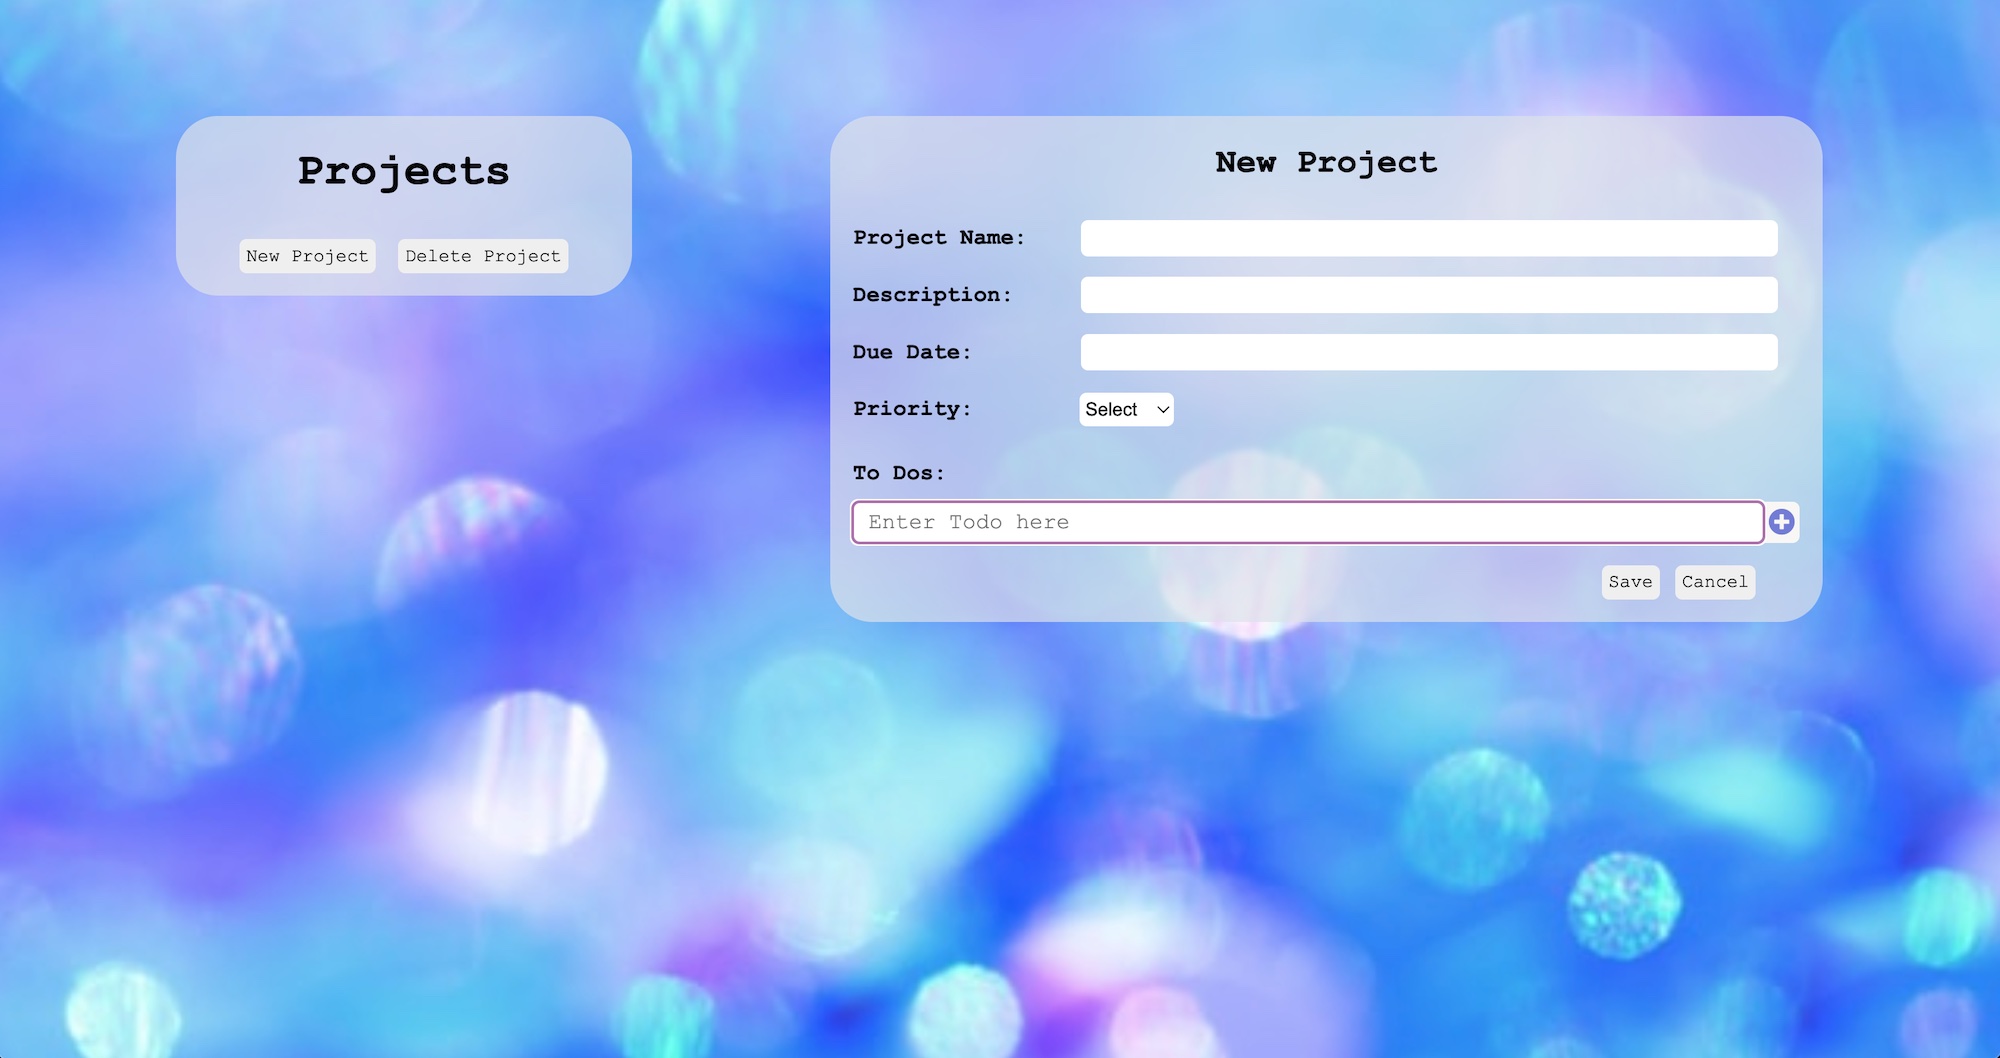 Projects
New Project Delete Project
New Project
Project Name:
Description:
Due Date:
Priority: Select
To Dos:
Enter Todo here
Save Cancel